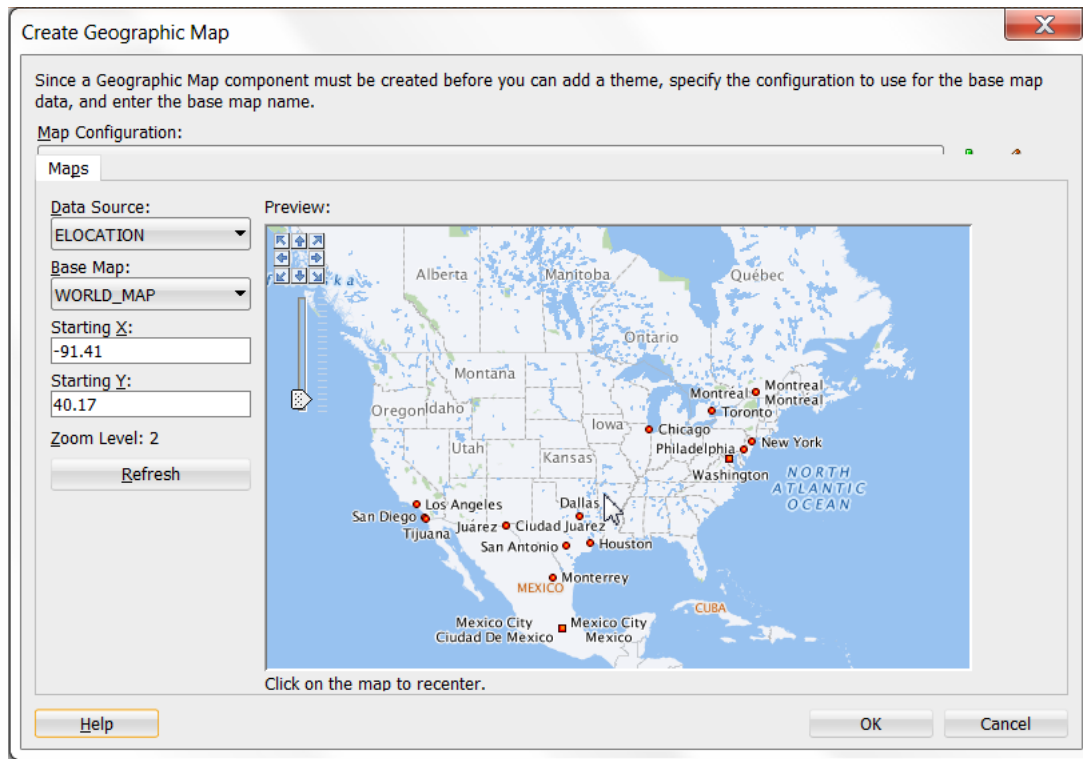 Create Geographic Map
X
Since a Geographic Map component must be created before you can add a theme, specify the configuration to use for the base map
data, and enter the base map name.
Map Configuration:
Maps
Data Source:
ELOCATION
Base Map:
WORLD_MAP
Starting X:
-91.41
Starting Y:
40.17
Zoom Level: 2
Refresh
Preview:
Alberta
Manitoba
Québec
Ontario
Montana
Oregon
Idaho
Iowa
Utah
Kansas
Montréal
Montreal
Montréal
Toronto
Chicago
Philadelphia
New York
Washington
NORTH
ATLANTIC
OCEAN
Los Angeles
San Diego
Tijuana
Juárez
Ciudad Juárez
Dallas
San Antonio
Houston
Monterrey
MEXICO
CUBA
Mexico City
Ciudad De Mexico
Mexico City
Mexico
Click on the map to recenter.
Help
OK
Cancel